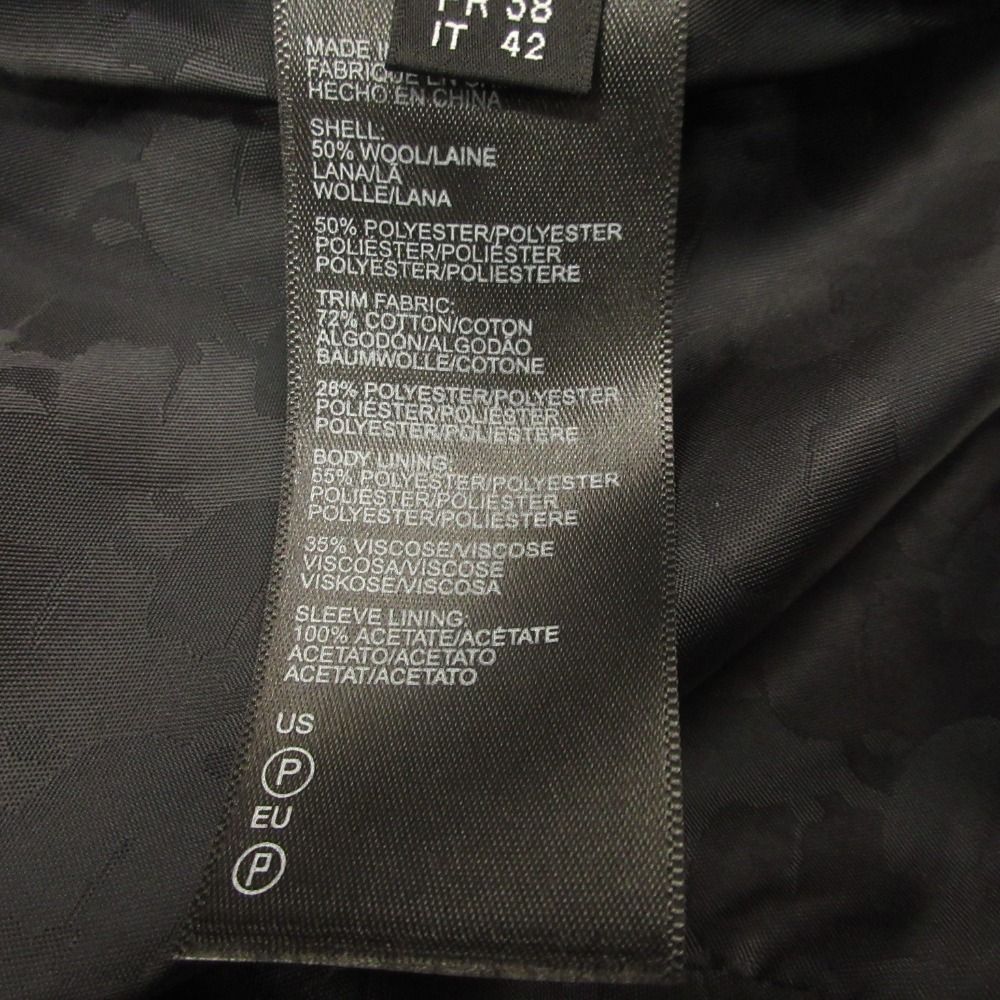 FR 38
IT 42
MADE
FABRIQUE EN
HECHO EN CHINA
SHELL:
50% WOOL/LAINE
LANA/LÃ
WOLLE/LANA
50% POLYESTER/POLYESTER
POLIÉSTER/POLIÉSTER
POLYESTER/POLIESTERE
TRIM FABRIC:
72% COTTON/COTON
ALGODÓN/ALGODÃO
BAUMWOLLE/COTONE
28% POLYESTER/POLYESTER
POLIÉSTER/POLIÉSTER
POLYESTER/POLIESTERE
BODY LINING:
65% POLYESTER/POLYESTER
POLIÉSTER/POLIÉSTER
POLYESTER/POLIESTERE
35% VISCOSE/VISCOSE
VISCOSA/VISCOSE
VISKOSE/VISCOSA
SLEEVE LINING:
100% ACETATE/ACÉTATE
ACETATO/ACETATO
ACETAT/ACETATO
US
P
EU
P